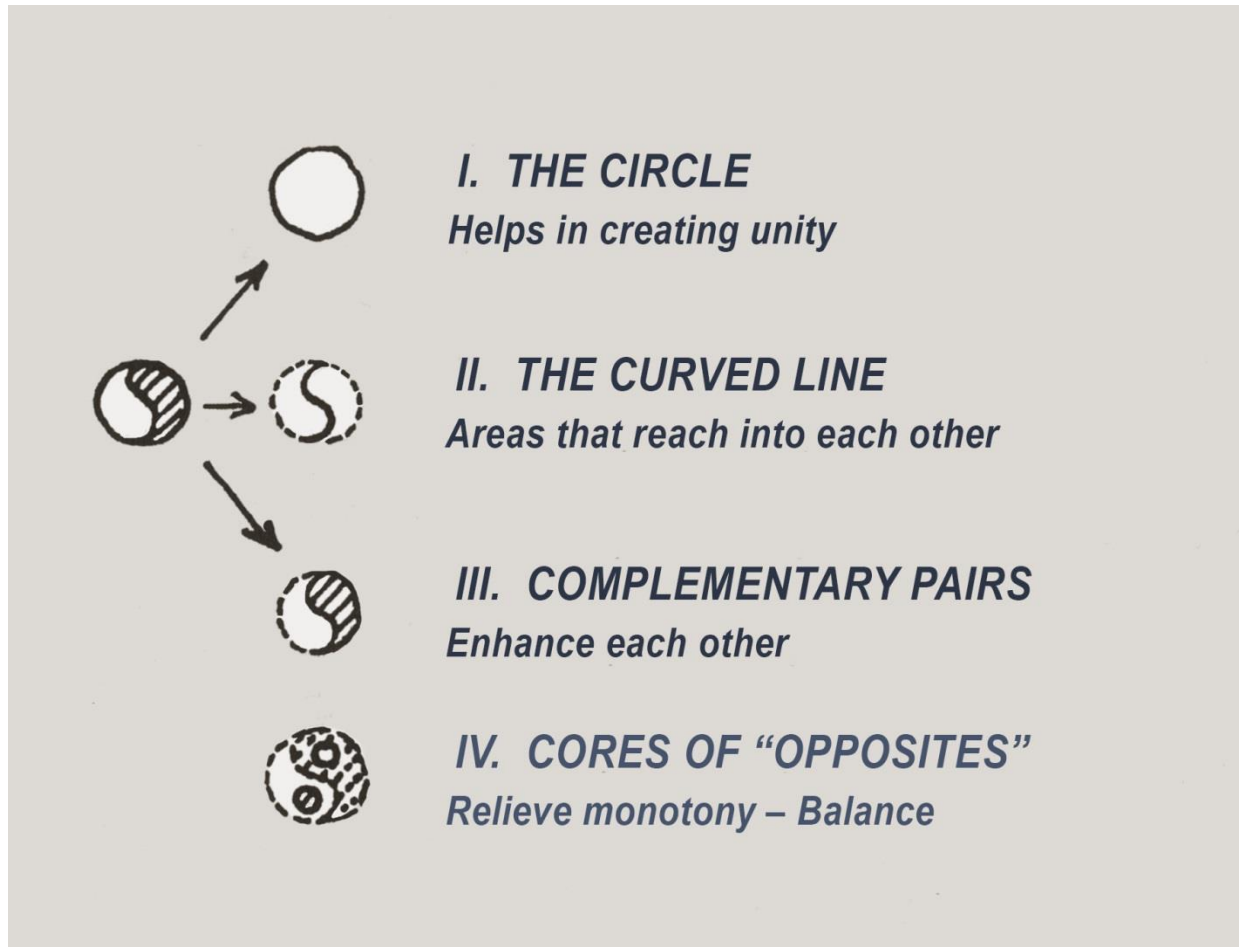 I. THE CIRCLE
Helps in creating unity
II. THE CURVED LINE
Areas that reach into each other
III. COMPLEMENTARY PAIRS
Enhance each other
IV. CORES OF “OPPOSITES”
Relieve monotony – Balance